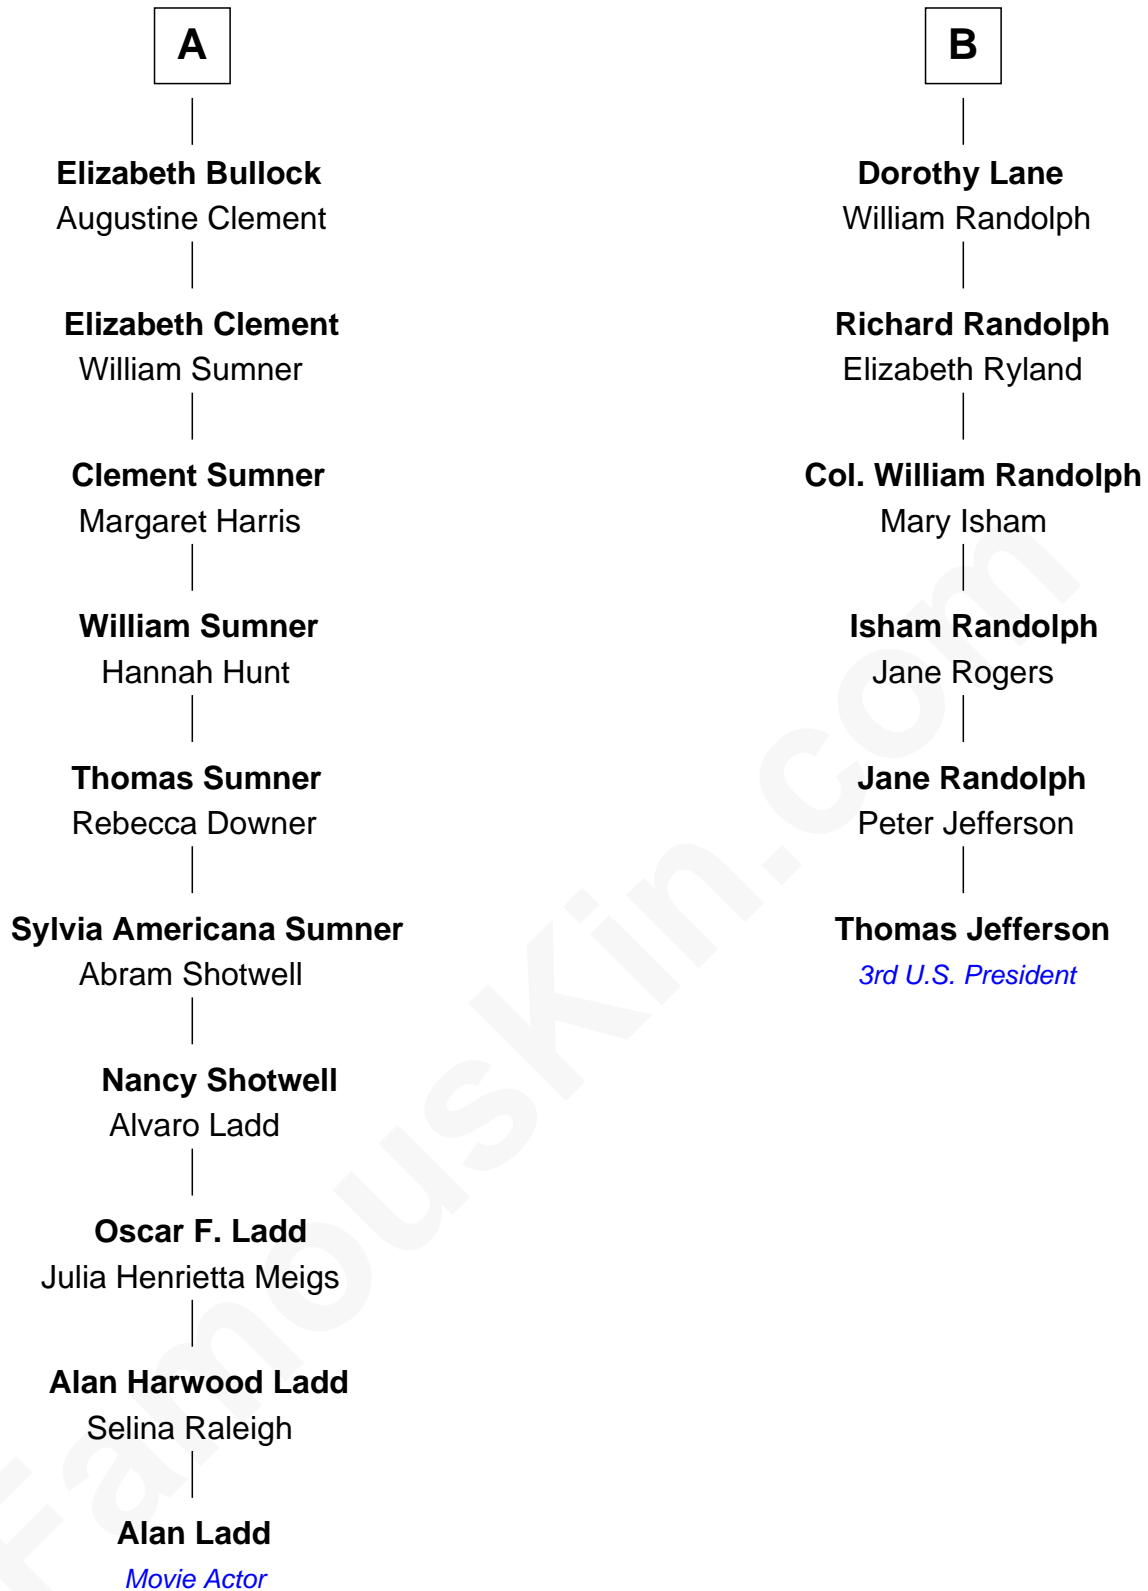 A
Elizabeth Bullock
Augustine Clement
Elizabeth Clement
William Sumner
Clement Sumner
Margaret Harris
William Sumner
Hannah Hunt
Thomas Sumner
Rebecca Downer
Sylvia Americana Sumner
Abram Shotwell
Nancy Shotwell
Alvaro Ladd
Oscar F. Ladd
Julia Henrietta Meigs
Alan Harwood Ladd
Selina Raleigh
Alan Ladd
Movie Actor
B
Dorothy Lane
William Randolph
Richard Randolph
Elizabeth Ryland
Col. William Randolph
Mary Isham
Isham Randolph
Jane Rogers
Jane Randolph
Peter Jefferson
Thomas Jefferson
3rd U.S. President
FamousKin.com